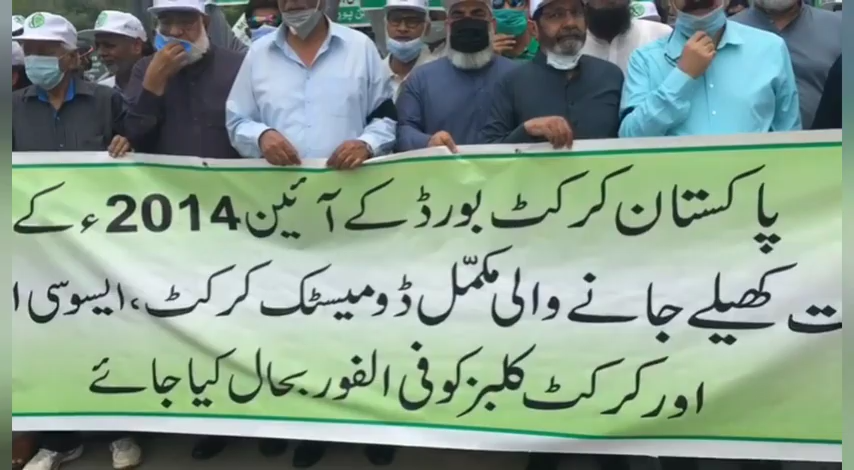 پاکستان کرکٹ بورڈ کے آئین 2014ء کے
ت کھیلے جانے والی مکمّل ڈومیسٹک کرکٹ، ایسوسی ا
اور کرکٹ کلبز کو فی الفور بحال کیا جائے